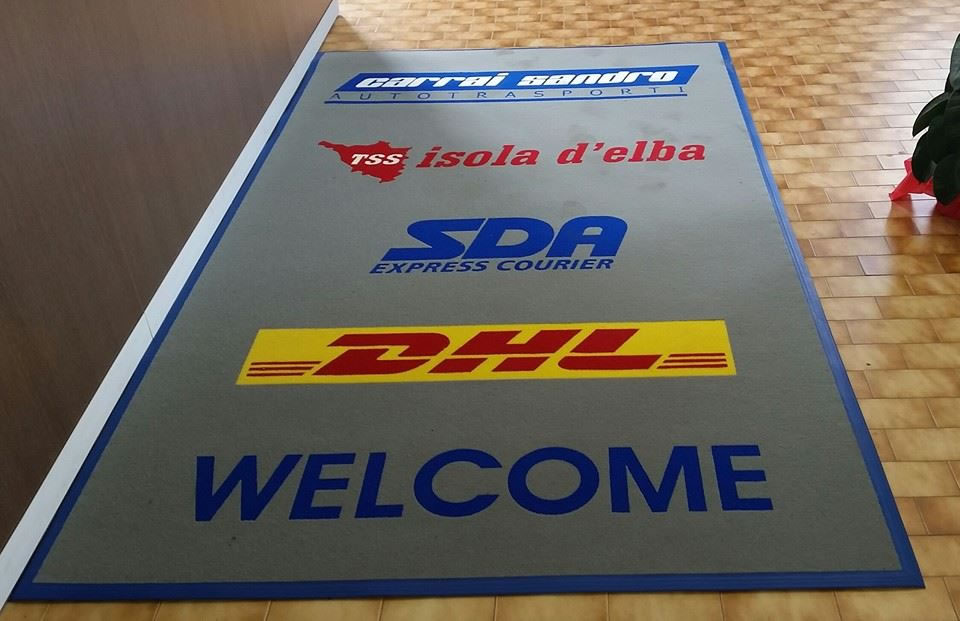 carrai sandro
AUTOTRASPORTI
TSS isola d'elba
SDA
EXPRESS COURIER
DHL
WELCOME